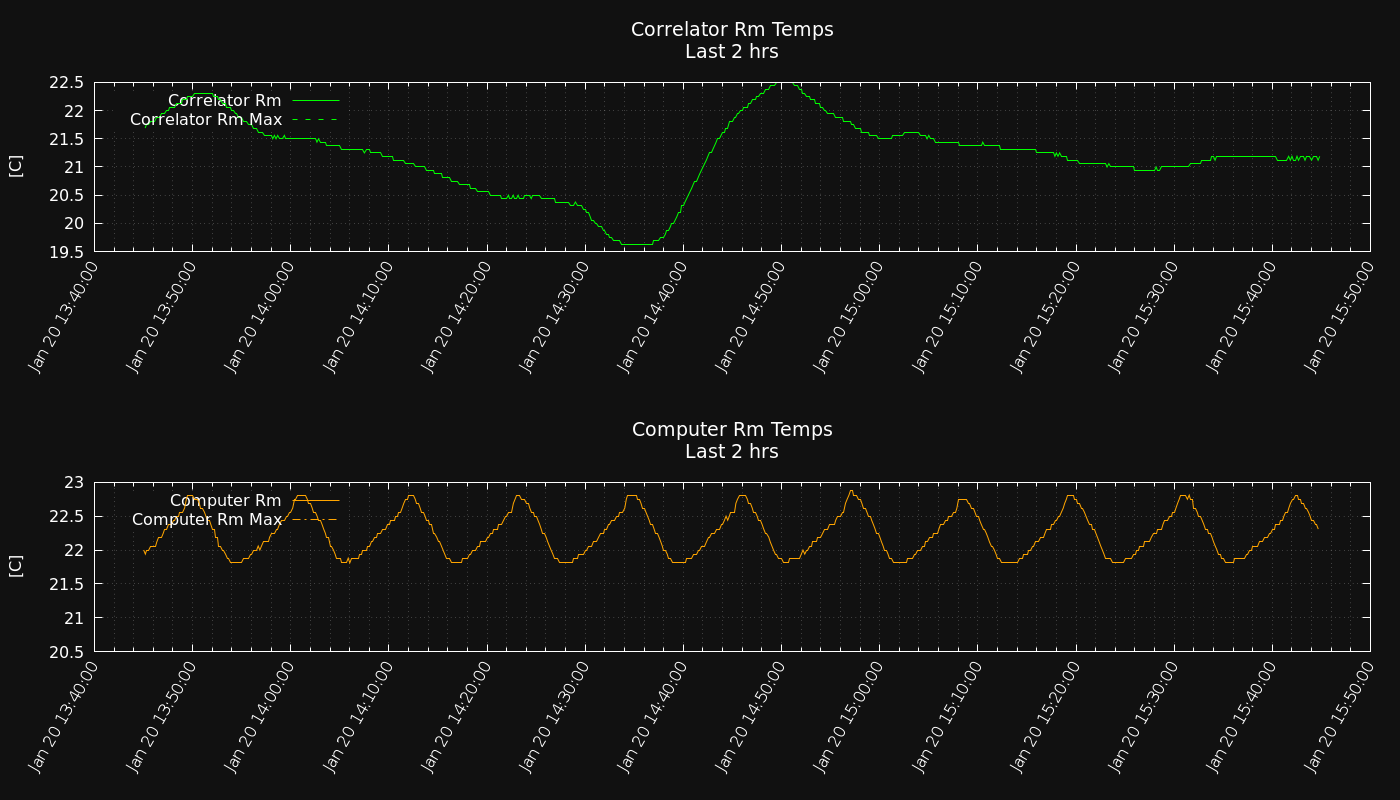 Correlator Rm Temps
Last 2 hrs
22.5
22
21.5
21
20.5
20
19.5
[C]
Correlator Rm
Correlator Rm Max
Jan 20 13:40:00
Jan 20 13:50:00
Jan 20 14:00:00
Jan 20 14:10:00
Jan 20 14:20:00
Jan 20 14:30:00
Jan 20 14:40:00
Jan 20 14:50:00
Jan 20 15:00:00
Jan 20 15:10:00
Jan 20 15:20:00
Jan 20 15:30:00
Jan 20 15:40:00
Jan 20 15:50:00
Computer Rm Temps
Last 2 hrs
23
22.5
22
21.5
21
20.5
[C]
Computer Rm
Computer Rm Max
Jan 20 13:40:00
Jan 20 13:50:00
Jan 20 14:00:00
Jan 20 14:10:00
Jan 20 14:20:00
Jan 20 14:30:00
Jan 20 14:40:00
Jan 20 14:50:00
Jan 20 15:00:00
Jan 20 15:10:00
Jan 20 15:20:00
Jan 20 15:30:00
Jan 20 15:40:00
Jan 20 15:50:00